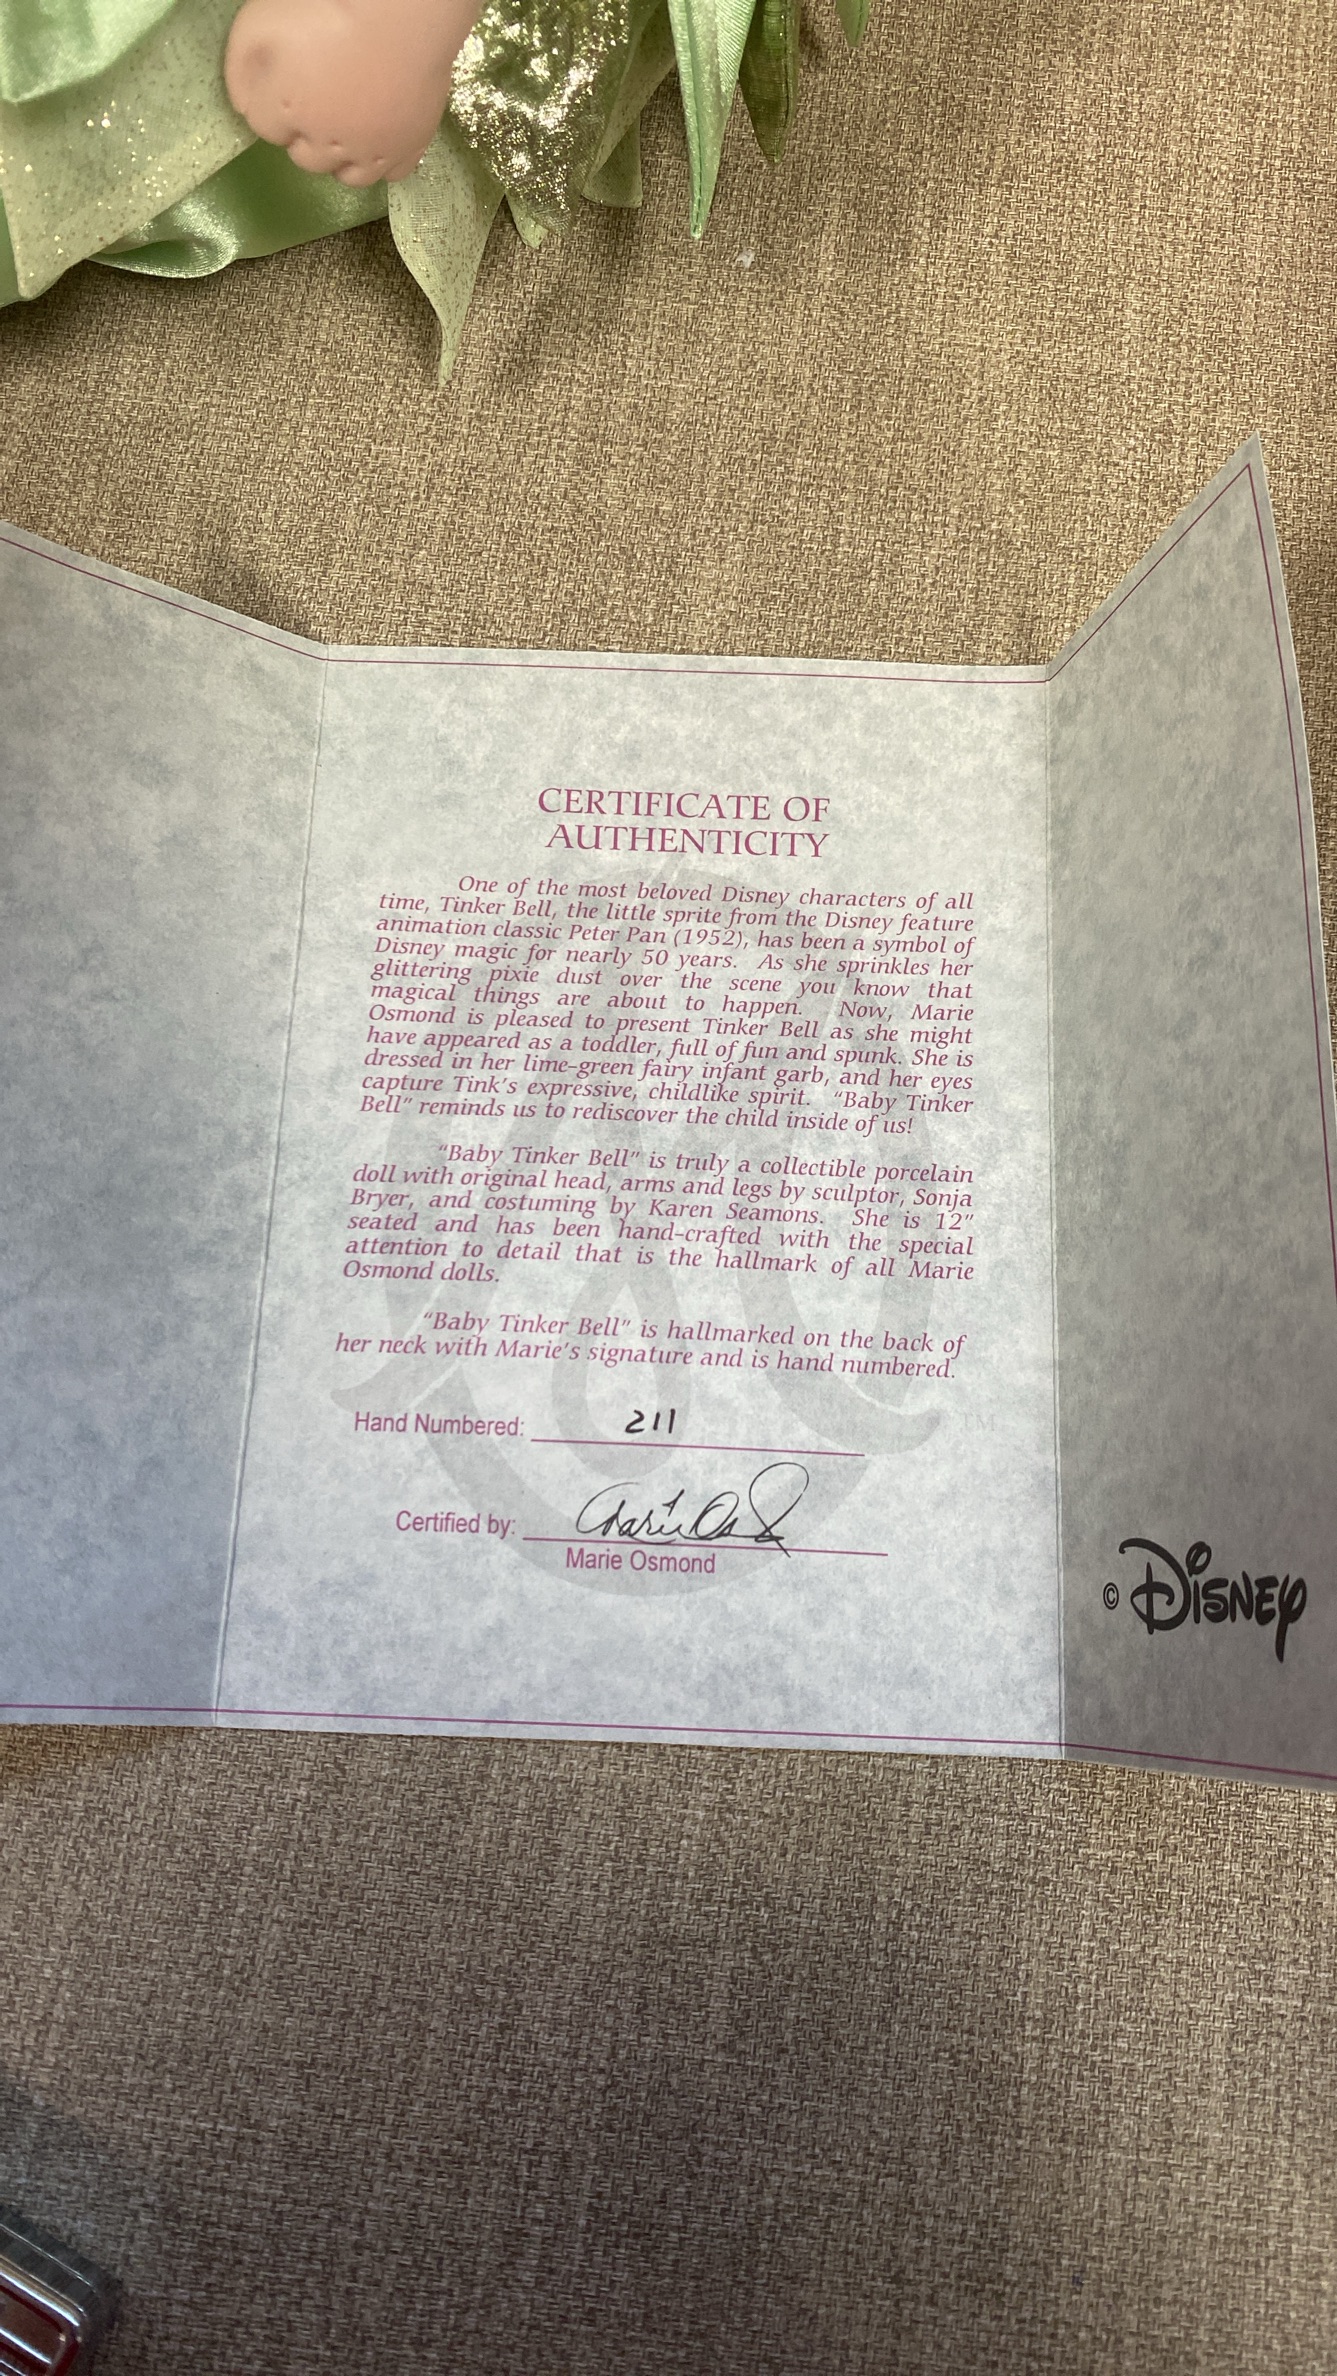 CERTIFICATE OF
AUTHENTICITY
One of the most beloved Disney characters of all
time, Tinker Bell, the little sprite from the Disney feature
animation classic Peter Pan (1952), has been a symbol of
Disney magic for nearly 50 years. As she sprinkles her
glittering pixie dust over the scene you know that
magical things are about to happen. Now, Marie
Osmond is pleased to present Tinker Bell as she might
have appeared as a toddler, full of fun and spunk. She is
dressed in her lime-green fairy infant garb, and her eyes
capture Tink's expressive, childlike spirit. "Baby Tinker
Bell" reminds us to rediscover the child inside of us!
"Baby Tinker Bell" is truly a collectible porcelain
doll with original head, arms and legs by sculptor, Sonja
Bryer, and costuming by Karen Seamons. She is 12"
seated and has been hand-crafted with the special
attention to detail that is the hallmark of all Marie
Osmond dolls.
"Baby Tinker Bell" is hallmarked on the back of
her neck with Marie's signature and is hand numbered.
TM
Hand Numbered: 211
Certified by: Marie Osmond
Marie Osmond
© Disney